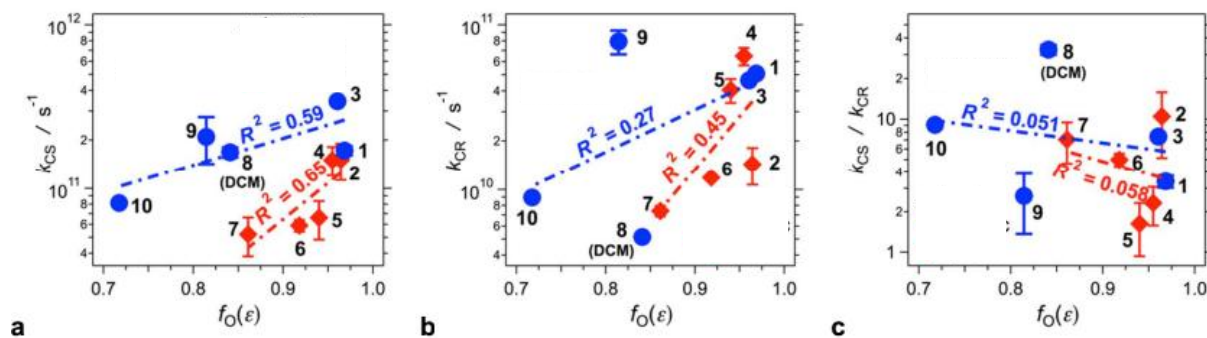 10¹²
8
6
4
2
10¹¹
8
6
4
k_CS / s⁻¹
R² = 0.59
R² = 0.65
3
9
8
(DCM)
4
1
2
10
7
6
5
0.7 0.8 0.9 1.0
f_O(ε)
a
10¹¹
8
6
4
2
10¹⁰
8
6
4
k_CR / s⁻¹
R² = 0.27
R² = 0.45
9
4
5
1
3
6
2
7
10
8
(DCM)
0.7 0.8 0.9 1.0
f_O(ε)
b
4
2
10
8
6
4
2
1
k_CS / k_CR
R² = 0.051
R² = 0.058
8
(DCM)
2
7
3
10
6
1
9
4
5
0.7 0.8 0.9 1.0
f_O(ε)
c